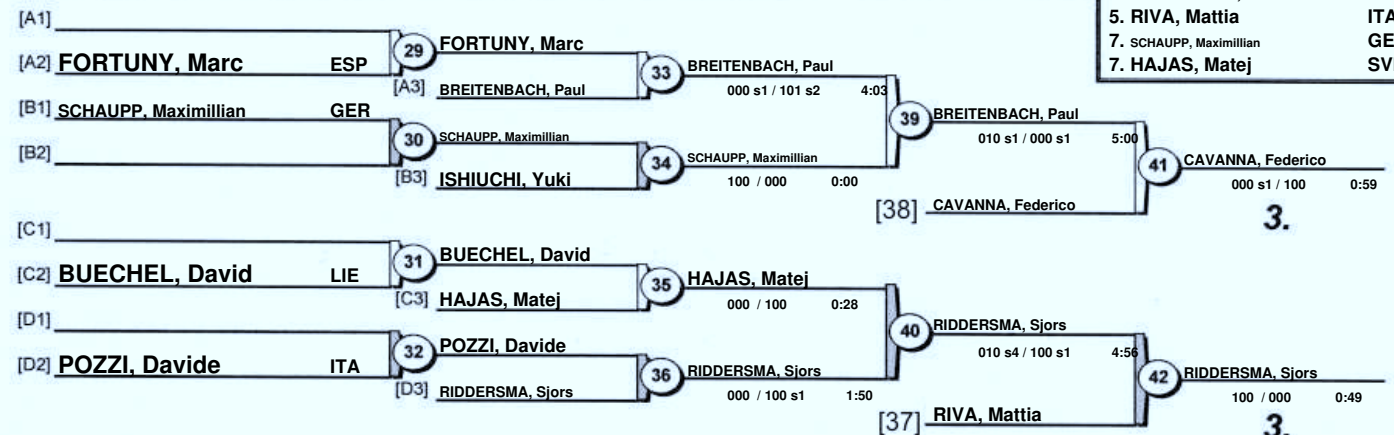 5. RIVA, Mattia ITA
7. SCHAUPP, Maximillian GE
7. HAJAS, Matej SV
[A1]
[A2] FORTUNY, Marc ESP
29 FORTUNY, Marc
[A3] BREITENBACH, Paul
33 BREITENBACH, Paul
000 s1 / 101 s2 4:03
[B1] SCHAUPP, Maximillian GER
[B2]
30 SCHAUPP, Maximillian
[B3] ISHIUCHI, Yuki
34 SCHAUPP, Maximillian
100 / 000 0:00
39 BREITENBACH, Paul
010 s1 / 000 s1 5:00
[38] CAVANNA, Federico
41 CAVANNA, Federico
000 s1 / 100 0:59
3.
[C1]
[C2] BUECHEL, David LIE
31 BUECHEL, David
[C3] HAJAS, Matej
35 HAJAS, Matej
000 / 100 0:28
[D1]
[D2] POZZI, Davide ITA
32 POZZI, Davide
[D3] RIDDERSMA, Sjors
36 RIDDERSMA, Sjors
000 / 100 s1 1:50
40 RIDDERSMA, Sjors
010 s4 / 100 s1 4:56
[37] RIVA, Mattia
42 RIDDERSMA, Sjors
100 / 000 0:49
3.